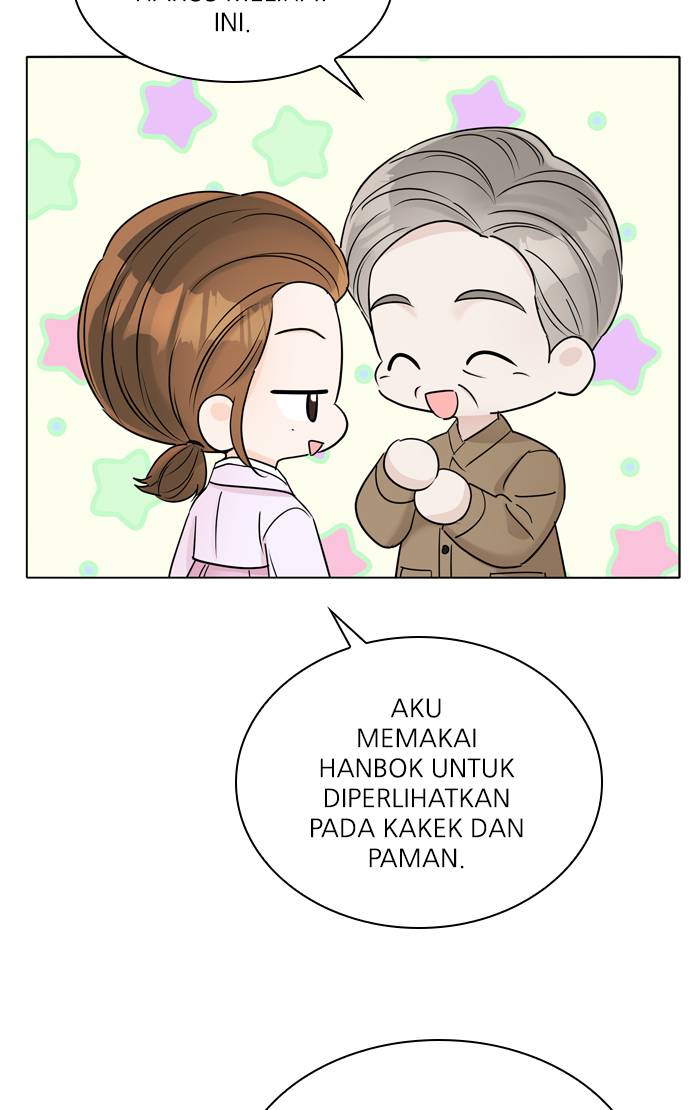 INI.
AKU
MEMAKAI
HANBOK UNTUK
DIPERLIHATKAN
PADA KAKEK DAN
PAMAN.